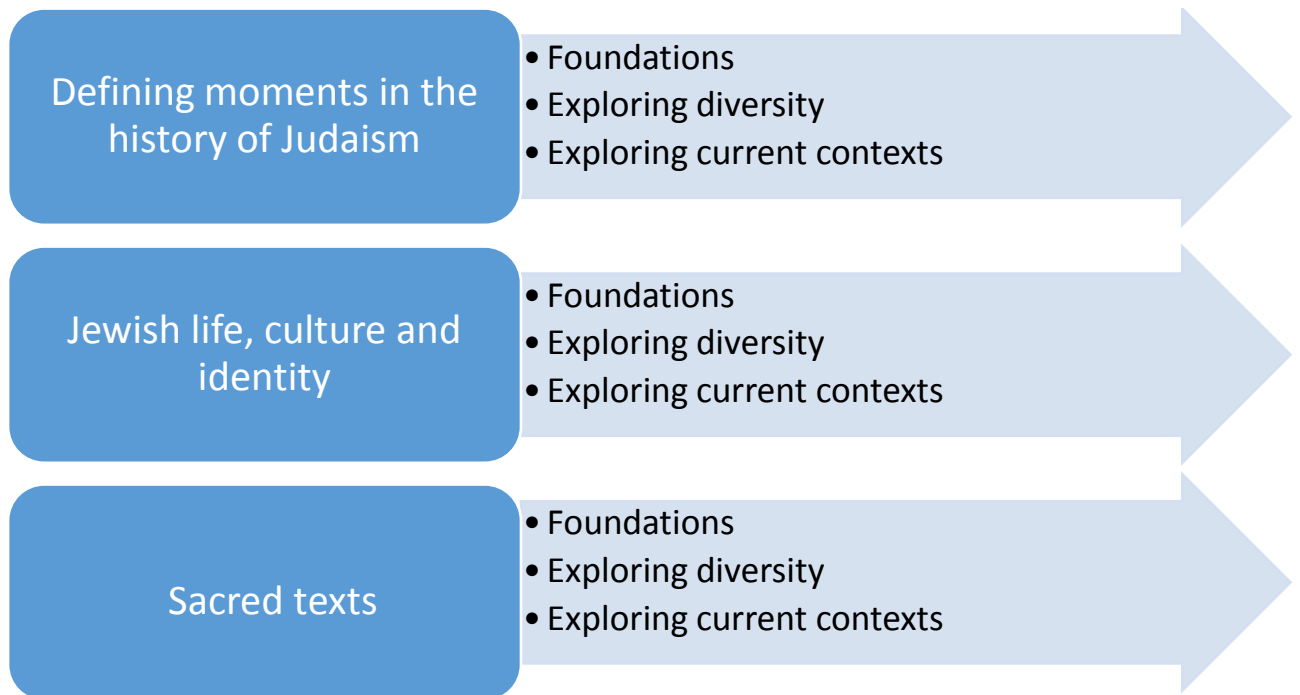 Defining moments in the
history of Judaism
• Foundations
• Exploring diversity
• Exploring current contexts
Jewish life, culture and
identity
• Foundations
• Exploring diversity
• Exploring current contexts
Sacred texts
• Foundations
• Exploring diversity
• Exploring current contexts